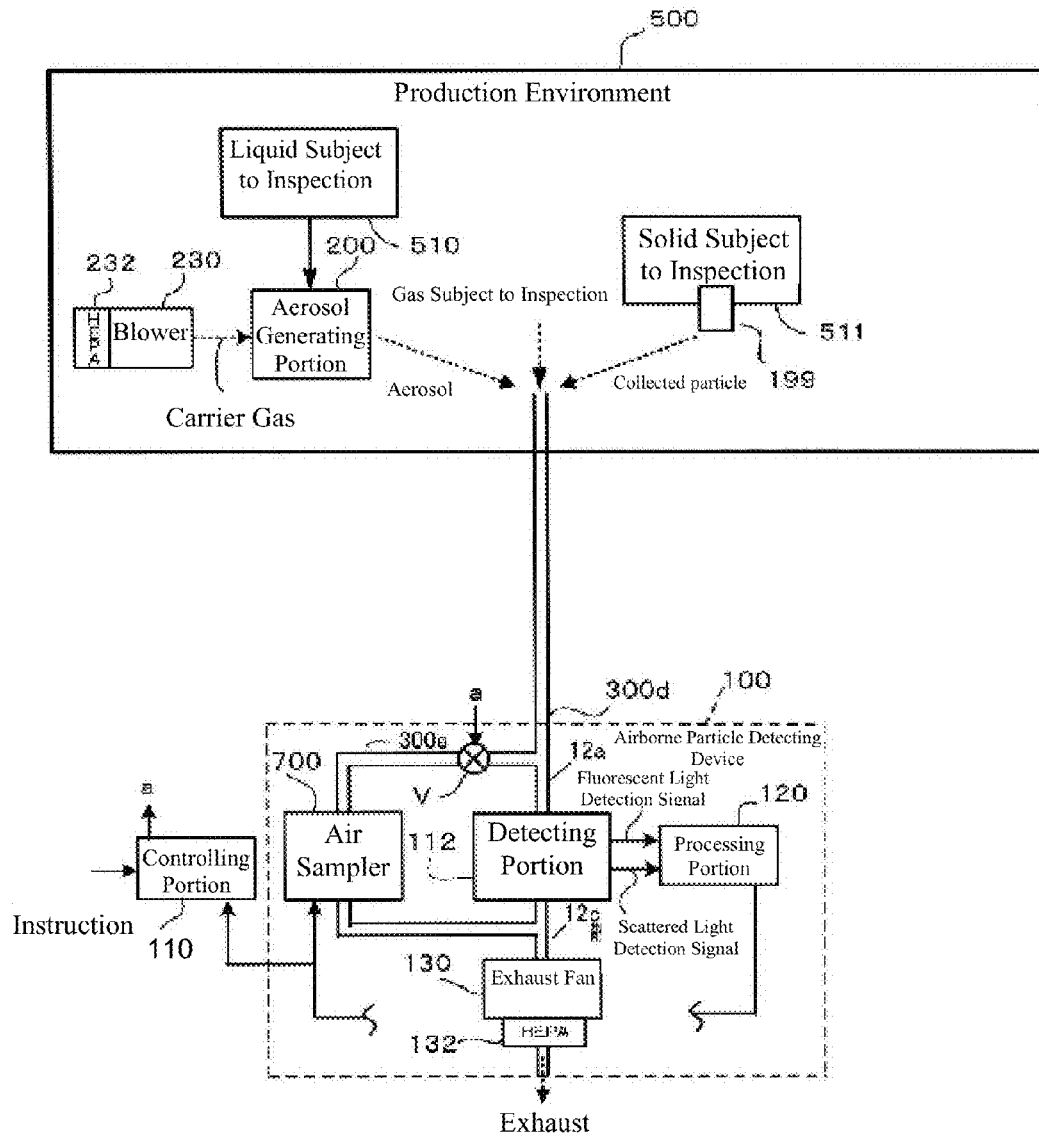 500
Production Environment
Liquid Subject
to Inspection
510
200
232
230
HEPA
Blower
Aerosol
Generating
Portion
Carrier Gas
Aerosol
Gas Subject to Inspection
Solid Subject
to Inspection
511
199
Collected particle
100
300d
a
Airborne Particle Detecting
Device
V
12a
Fluorescent Light
Detection Signal
120
700
a
Air
Sampler
112
Detecting
Portion
Processing
Portion
Controlling
Portion
Instruction
110
Scattered Light
Detection Signal
130
Exhaust Fan
HEPA
132
Exhaust